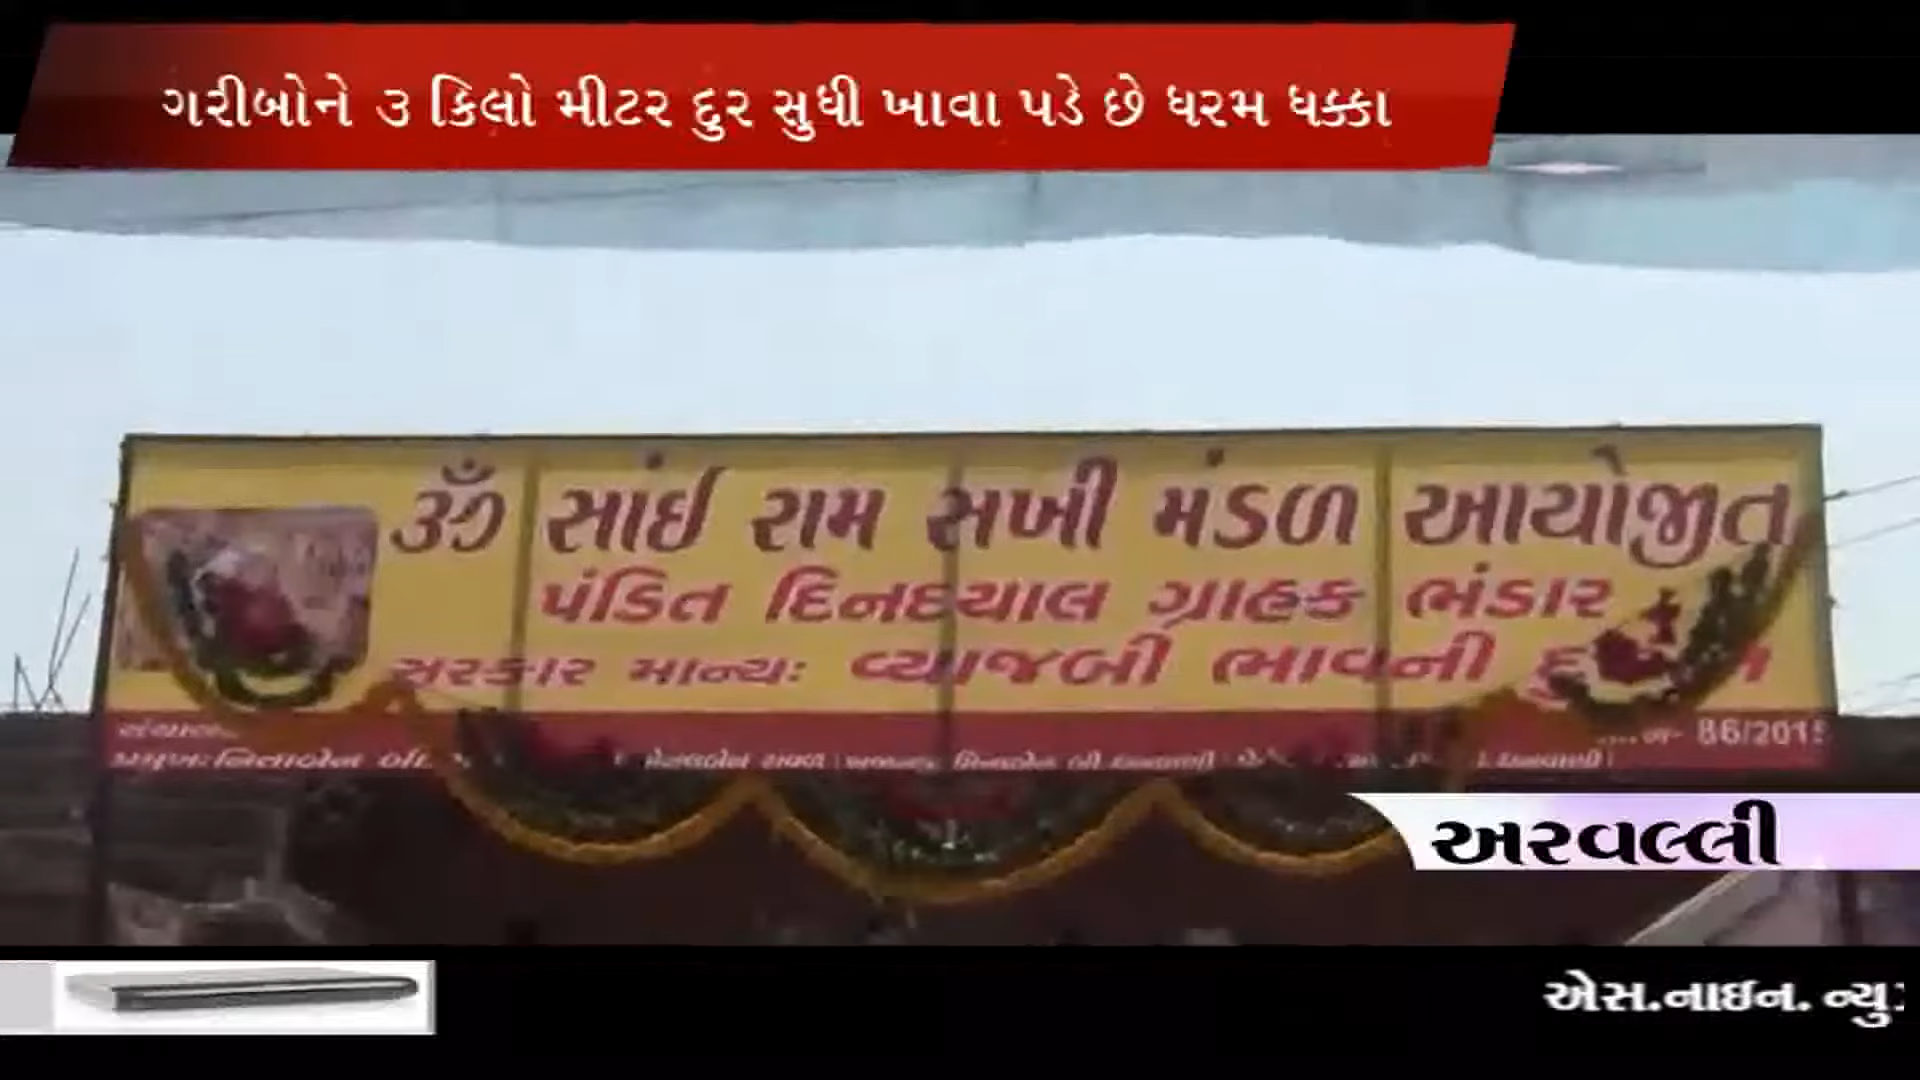 ગરીબોને ૩ કિલો મીટર દુર સુધી ખાવા પડે છે ધરમ ધક્કા
ૐ સાંઈ રામ સખી મંડળ આયોજીત
પંડિત દિનદયાલ ગ્રાહક ભંડાર
સરકાર માન્યઃ વ્યાજબી ભાવની
86/2015
પ્રમુખઃનિતાબેન
અરવલ્લી
એસ.નાઇન. ન્યુ